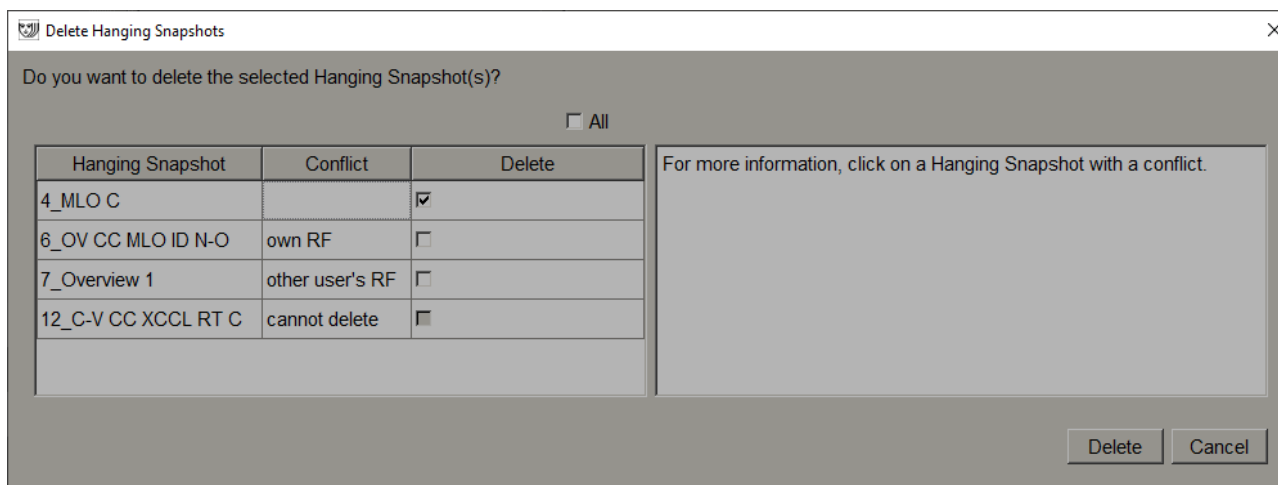 Delete Hanging Snapshots
Do you want to delete the selected Hanging Snapshot(s)?
All
Hanging Snapshot Conflict Delete
4_MLO C
6_OV CC MLO ID N-O own RF
7_Overview 1 other user's RF
12_C-V CC XCCL RT C cannot delete
For more information, click on a Hanging Snapshot with a conflict.
Delete Cancel